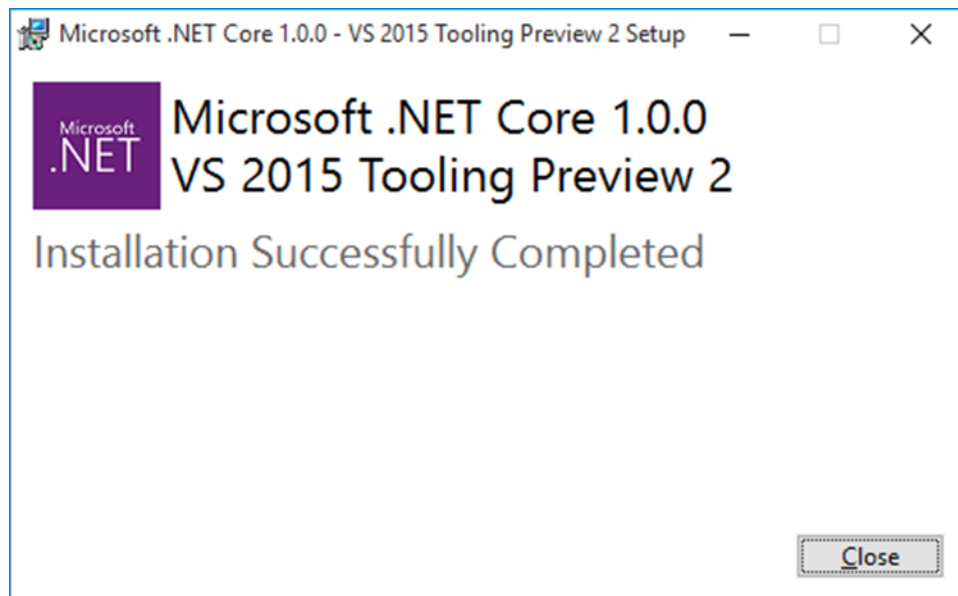 Microsoft .NET Core 1.0.0 - VS 2015 Tooling Preview 2 Setup
Microsoft
.NET
Microsoft .NET Core 1.0.0
VS 2015 Tooling Preview 2
Installation Successfully Completed
Close